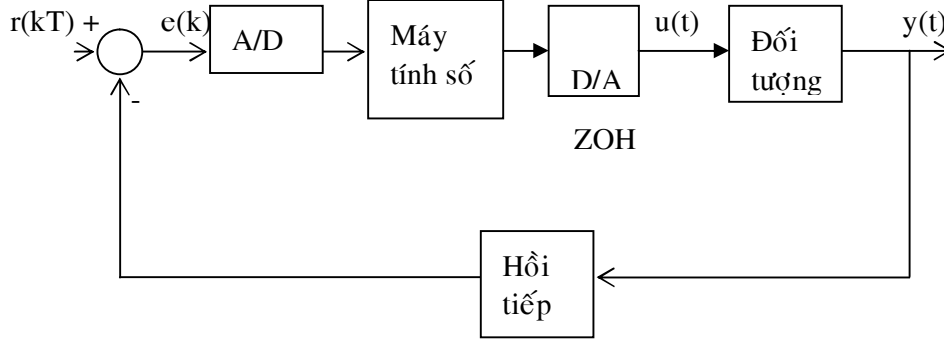 r(kT) +
e(k)
A/D
Máy
tính số
D/A
ZOH
u(t)
Đối
tượng
y(t)
-
Hồi
tiếp